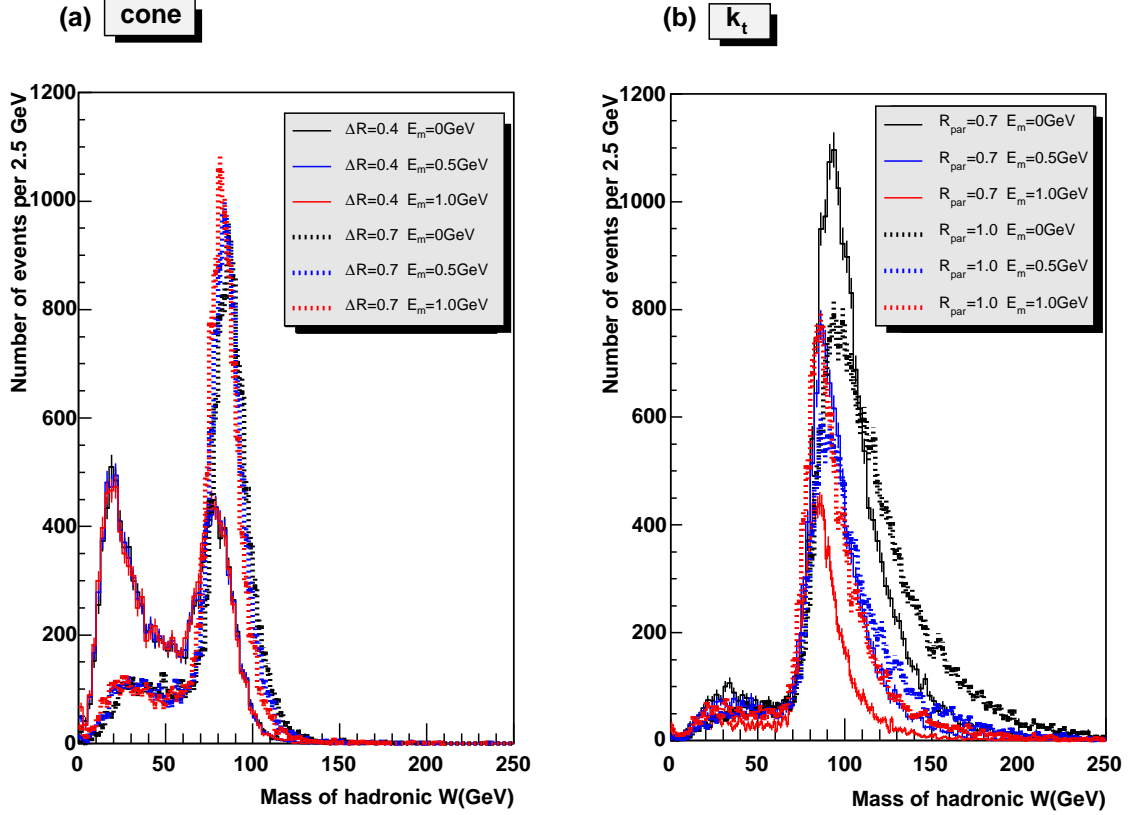 (a) cone
Number of events per 2.5 GeV
1200
1000
800
600
400
200
0
ΔR=0.4 E_m=0GeV
ΔR=0.4 E_m=0.5GeV
ΔR=0.4 E_m=1.0GeV
ΔR=0.7 E_m=0GeV
ΔR=0.7 E_m=0.5GeV
ΔR=0.7 E_m=1.0GeV
0 50 100 150 200 250
Mass of hadronic W(GeV)
(b) k_t
Number of events per 2.5 GeV
1200
1000
800
600
400
200
0
R_par=0.7 E_m=0GeV
R_par=0.7 E_m=0.5GeV
R_par=0.7 E_m=1.0GeV
R_par=1.0 E_m=0GeV
R_par=1.0 E_m=0.5GeV
R_par=1.0 E_m=1.0GeV
0 50 100 150 200 250
Mass of hadronic W(GeV)